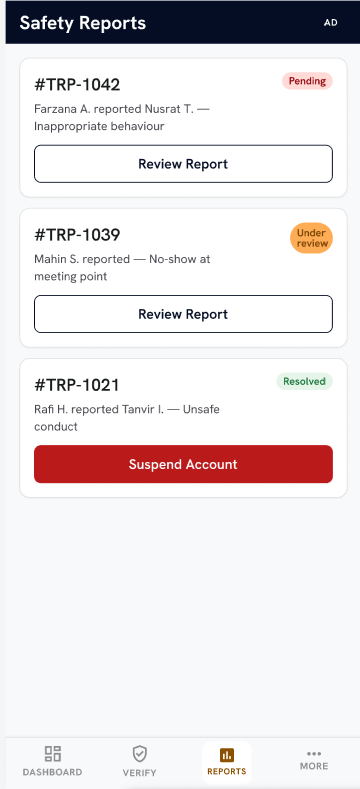 Safety Reports
AD
#TRP-1042
Pending
Farzana A. reported Nusrat T. —
Inappropriate behaviour
Review Report
#TRP-1039
Under
review
Mahin S. reported — No-show at
meeting point
Review Report
#TRP-1021
Resolved
Rafi H. reported Tanvir I. — Unsafe
conduct
Suspend Account
DASHBOARD
VERIFY
REPORTS
MORE